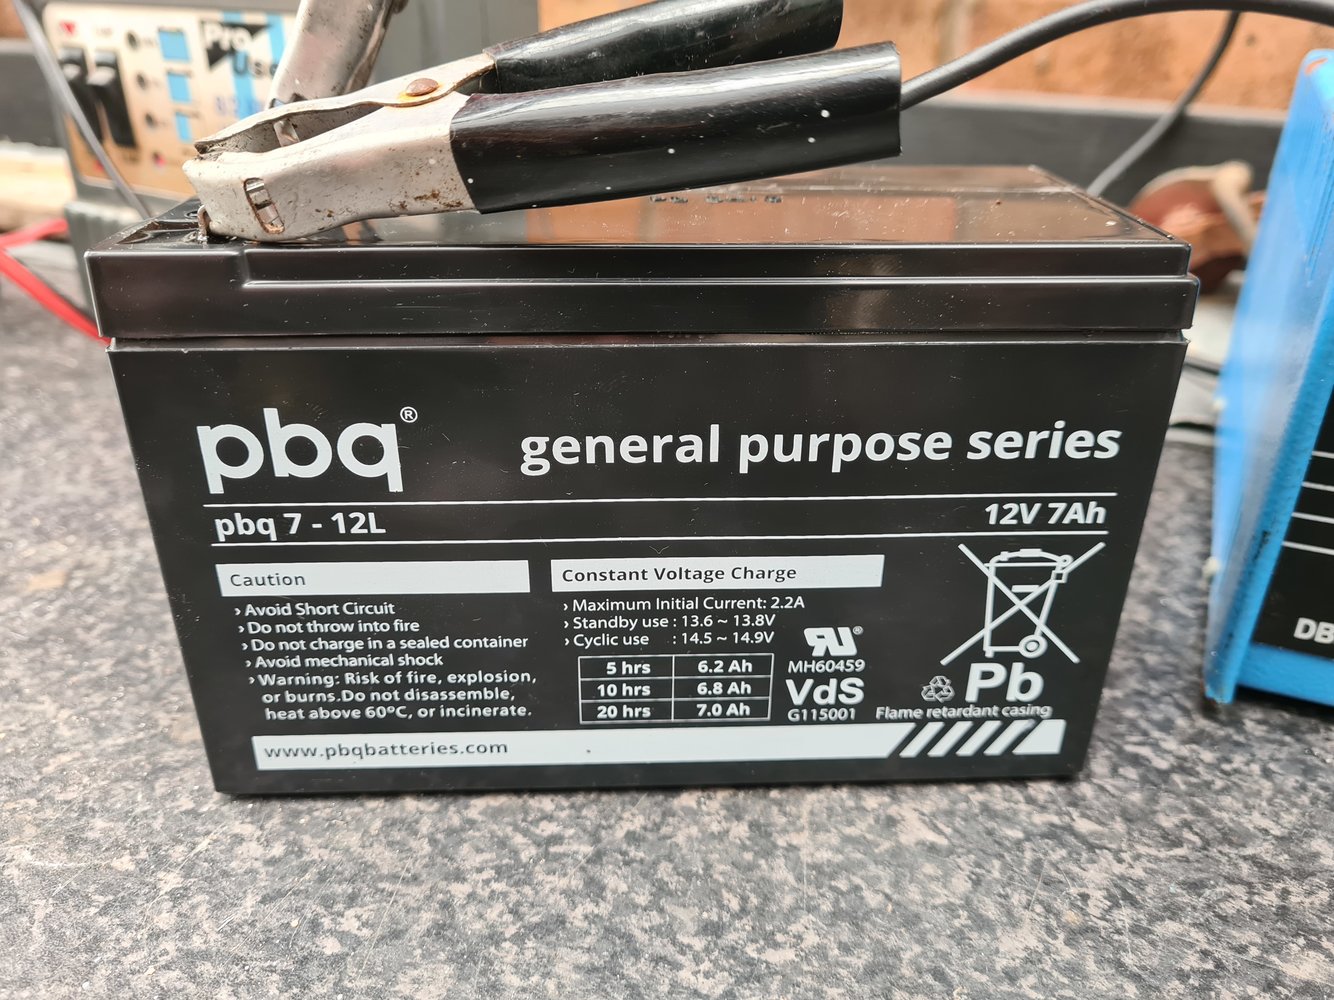 Pro
User
pbq®
general purpose series
pbq 7 - 12L
12V 7Ah
Caution
› Avoid Short Circuit
› Do not throw into fire
› Do not charge in a sealed container
› Avoid mechanical shock
› Warning: Risk of fire, explosion,
or burns.Do not disassemble,
heat above 60ºC, or incinerate.
Constant Voltage Charge
› Maximum Initial Current: 2.2A
› Standby use : 13.6 ~ 13.8V
› Cyclic use : 14.5 ~ 14.9V
5 hrs 6.2 Ah
10 hrs 6.8 Ah
20 hrs 7.0 Ah
MH60459
VdS
G115001
Pb
Flame retardant casing
www.pbqbatteries.com
DB